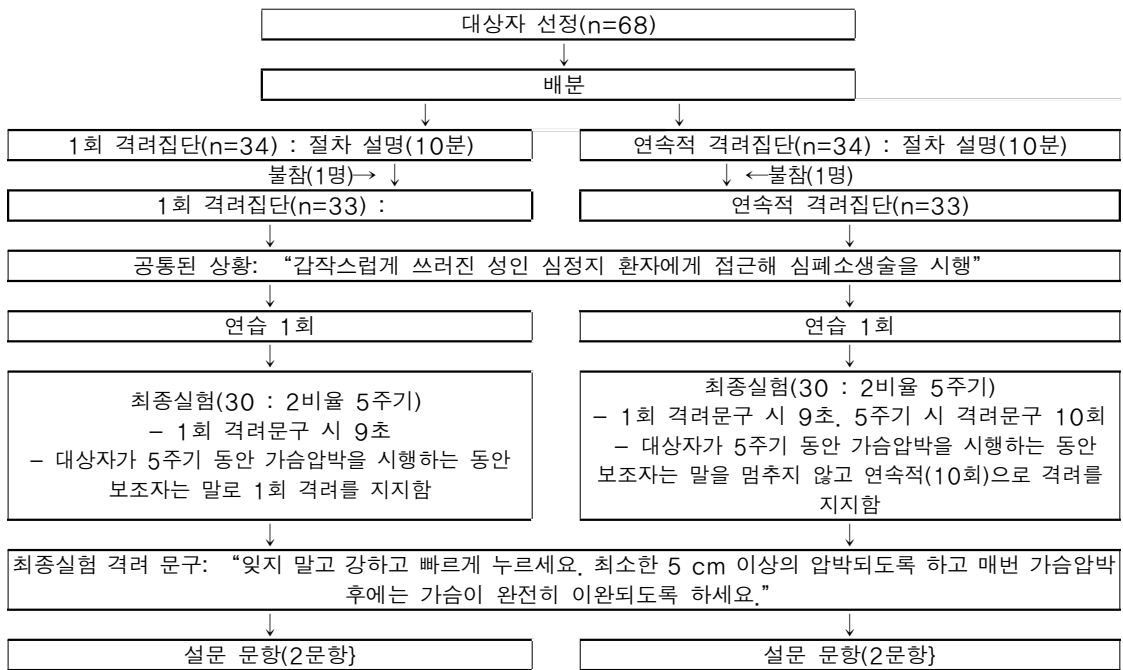 대상자 선정(n=68)
↓
배분
↓ ↓
1회 격려집단(n=34) : 절차 설명(10분)
연속적 격려집단(n=34) : 절차 설명(10분)
불참(1명)→ ↓
↓ ←불참(1명)
1회 격려집단(n=33) :
연속적 격려집단(n=33)
↓ ↓
공통된 상황: “갑작스럽게 쓰러진 성인 심정지 환자에게 접근해 심폐소생술을 시행”
↓ ↓
연습 1회
연습 1회
↓ ↓
최종실험(30 : 2비율 5주기)
- 1회 격려문구 시 9초
- 대상자가 5주기 동안 가슴압박을 시행하는 동안
보조자는 말로 1회 격려를 지지함
최종실험(30 : 2비율 5주기)
- 1회 격려문구 시 9초. 5주기 시 격려문구 10회
- 대상자가 5주기 동안 가슴압박을 시행하는 동안
보조자는 말을 멈추지 않고 연속적(10회)으로 격려를
지지함
↓ ↓
최종실험 격려 문구: “잊지 말고 강하고 빠르게 누르세요. 최소한 5 cm 이상의 압박되도록 하고 매번 가슴압박
후에는 가슴이 완전히 이완되도록 하세요.”
↓ ↓
설문 문항(2문항}
설문 문항(2문항}